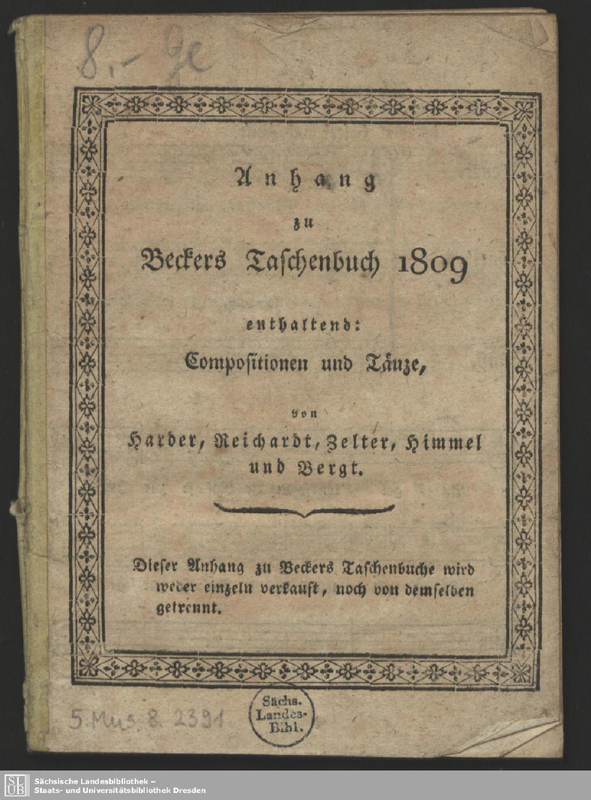 8,- Ge
Anhang
zu
Beckers Taschenbuch 1809
enthaltend:
Compositionen und Tänze,
von
Harder, Reichardt, Zelter, Himmel
und Bergt.
Dieser Anhang zu Beckers Taschenbuche wird
weder einzeln verkauft, noch von demselben
getrennt.
5. Mus. 8. 2391
Sächs.
Landes-
Bibl.
SLUB
Sächsische Landesbibliothek –
Staats- und Universitätsbibliothek Dresden